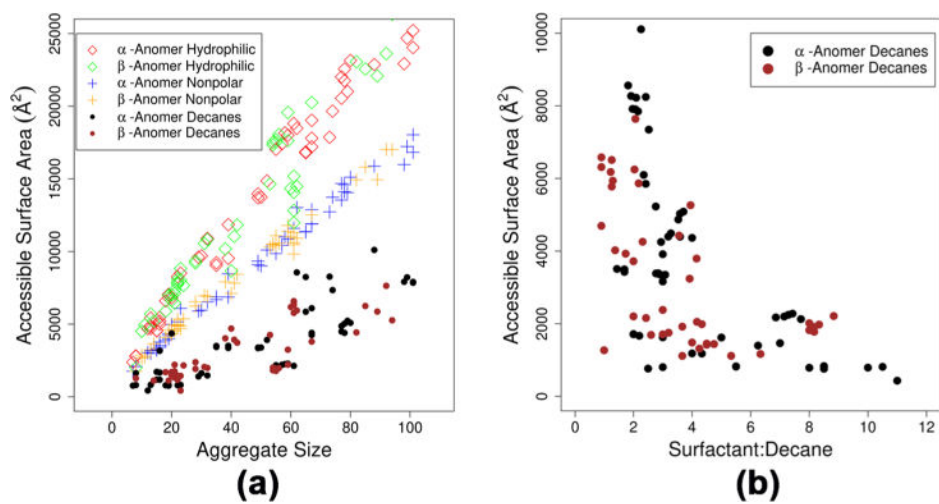 Accessible Surface Area (Å²)
25000
20000
15000
10000
5000
0
α -Anomer Hydrophilic
β -Anomer Hydrophilic
α -Anomer Nonpolar
β -Anomer Nonpolar
α -Anomer Decanes
β -Anomer Decanes
0 20 40 60 80 100
Aggregate Size
(a)
Accessible Surface Area (Å²)
10000
8000
6000
4000
2000
0
α -Anomer Decanes
β -Anomer Decanes
0 2 4 6 8 10 12
Surfactant:Decane
(b)